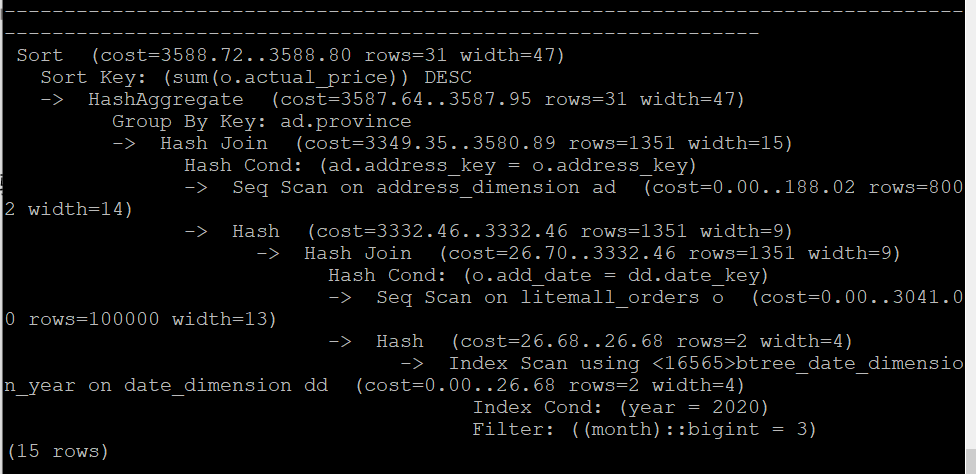 --------------------------------------------------------------------------------
---------------------------------------------------------------
 Sort  (cost=3588.72..3588.80 rows=31 width=47)
   Sort Key: (sum(o.actual_price)) DESC
   ->  HashAggregate  (cost=3587.64..3587.95 rows=31 width=47)
         Group By Key: ad.province
         ->  Hash Join  (cost=3349.35..3580.89 rows=1351 width=15)
               Hash Cond: (ad.address_key = o.address_key)
               ->  Seq Scan on address_dimension ad  (cost=0.00..188.02 rows=800
2 width=14)
               ->  Hash  (cost=3332.46..3332.46 rows=1351 width=9)
                     ->  Hash Join  (cost=26.70..3332.46 rows=1351 width=9)
                           Hash Cond: (o.add_date = dd.date_key)
                           ->  Seq Scan on litemall_orders o  (cost=0.00..3041.0
0 rows=100000 width=13)
                           ->  Hash  (cost=26.68..26.68 rows=2 width=4)
                                 ->  Index Scan using <16565>btree_date_dimensio
n_year on date_dimension dd  (cost=0.00..26.68 rows=2 width=4)
                                       Index Cond: (year = 2020)
                                       Filter: ((month)::bigint = 3)
(15 rows)